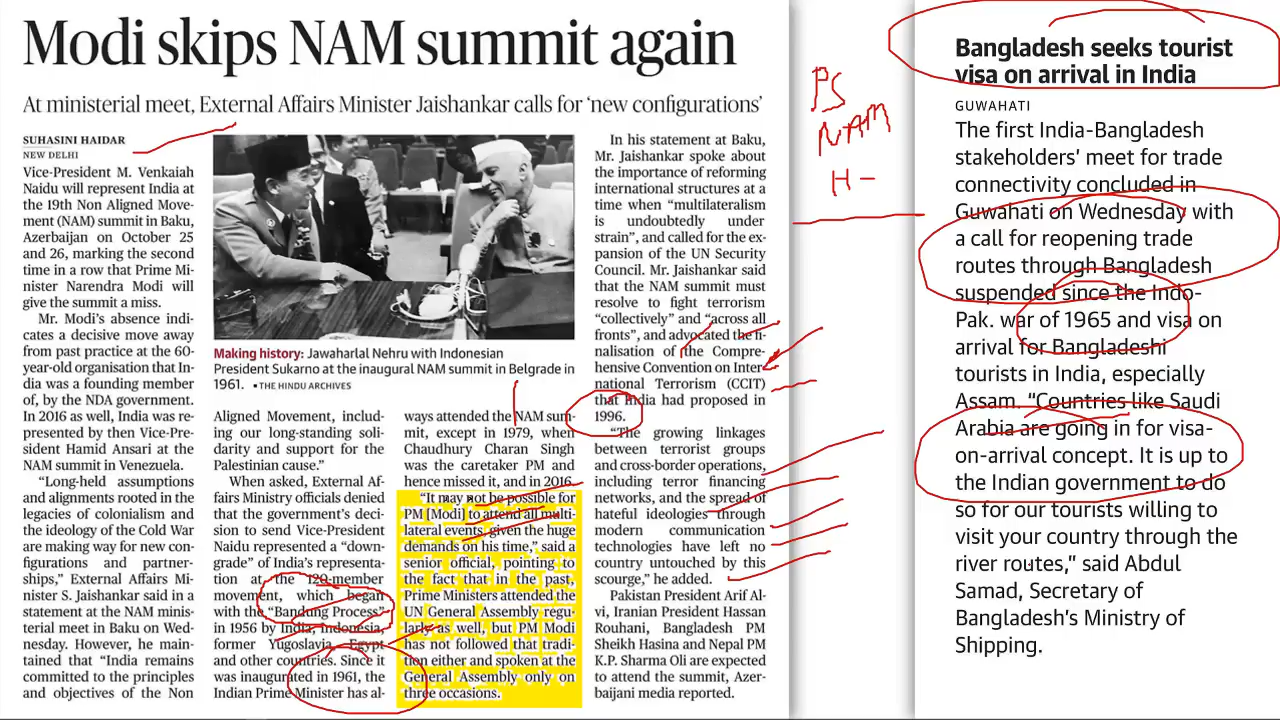 Modi skips NAM summit again
At ministerial meet, External Affairs Minister Jaishankar calls for ‘new configurations’
SUHASINI HAIDAR
NEW DELHI
Vice-President M. Venkaiah
Naidu will represent India at
the 19th Non Aligned Move-
ment (NAM) summit in Baku,
Azerbaijan on October 25
and 26, marking the second
time in a row that Prime Mi-
nister Narendra Modi will
give the summit a miss.
Mr. Modi’s absence indi-
cates a decisive move away
from past practice at the 60-
year-old organisation that In-
dia was a founding member
of, by the NDA government.
In 2016 as well, India was re-
presented by then Vice-Pre-
sident Hamid Ansari at the
NAM summit in Venezuela.
“Long-held assumptions
and alignments rooted in the
legacies of colonialism and
the ideology of the Cold War
are making way for new con-
figurations and partner-
ships,” External Affairs Mi-
nister S. Jaishankar said in a
statement at the NAM minis-
terial meet in Baku on Wed-
nesday. However, he main-
tained that “India remains
committed to the principles
and objectives of the Non
Making history: Jawaharlal Nehru with Indonesian
President Sukarno at the inaugural NAM summit in Belgrade in
1961. • THE HINDU ARCHIVES
Aligned Movement, includ-
ing our long-standing soli-
darity and support for the
Palestinian cause.”
When asked, External Af-
fairs Ministry officials denied
that the government’s deci-
sion to send Vice-President
Naidu represented a “down-
grade” of India’s representa-
tion at the 120-member
movement, which began
with the “Bandung Process”
in 1956 by India, Indonesia,
former Yugoslavia, Egypt
and other countries. Since it
was inaugurated in 1961, the
Indian Prime Minister has al-
ways attended the NAM sum-
mit, except in 1979, when
Chaudhury Charan Singh
was the caretaker PM and
hence missed it, and in 2016.
“It may not be possible for
PM [Modi] to attend all multi-
lateral events, given the huge
demands on his time,” said a
senior official, pointing to
the fact that in the past,
Prime Ministers attended the
UN General Assembly regu-
larly as well, but PM Modi
has not followed that tradi-
tion either and spoken at the
General Assembly only on
three occasions.
In his statement at Baku,
Mr. Jaishankar spoke about
the importance of reforming
international structures at a
time when “multilateralism
is undoubtedly under
strain”, and called for the ex-
pansion of the UN Security
Council. Mr. Jaishankar said
that the NAM summit must
resolve to fight terrorism
“collectively” and “across all
fronts”, and advocated the fi-
nalisation of the Compre-
hensive Convention on Inter-
national Terrorism (CCIT)
that India had proposed in
1996.
“The growing linkages
between terrorist groups
and cross-border operations,
including terror financing
networks, and the spread of
hateful ideologies through
modern communication
technologies have left no
country untouched by this
scourge,” he added.
Pakistan President Arif Al-
vi, Iranian President Hassan
Rouhani, Bangladesh PM
Sheikh Hasina and Nepal PM
K.P. Sharma Oli are expected
to attend the summit, Azer-
baijani media reported.
PS
NAM
H -
Bangladesh seeks tourist
visa on arrival in India
GUWAHATI
The first India-Bangladesh
stakeholders’ meet for trade
connectivity concluded in
Guwahati on Wednesday with
a call for reopening trade
routes through Bangladesh
suspended since the Indo-
Pak. war of 1965 and visa on
arrival for Bangladeshi
tourists in India, especially
Assam. “Countries like Saudi
Arabia are going in for visa-
on-arrival concept. It is up to
the Indian government to do
so for our tourists willing to
visit your country through the
river routes,” said Abdul
Samad, Secretary of
Bangladesh’s Ministry of
Shipping.